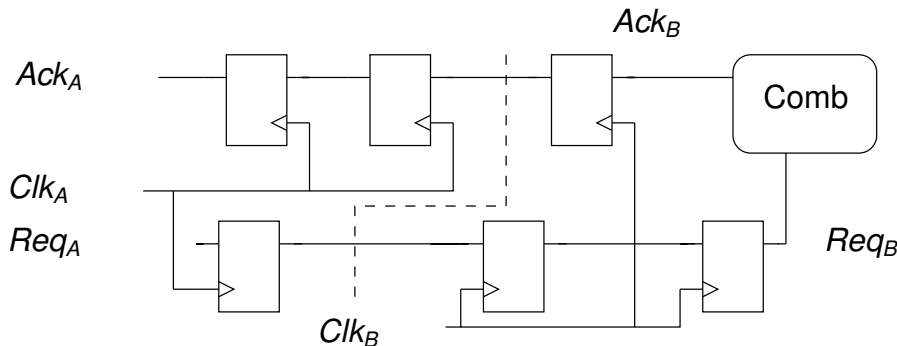 Ack_B
Ack_A
Comb
Clk_A
Req_A
Req_B
Clk_B